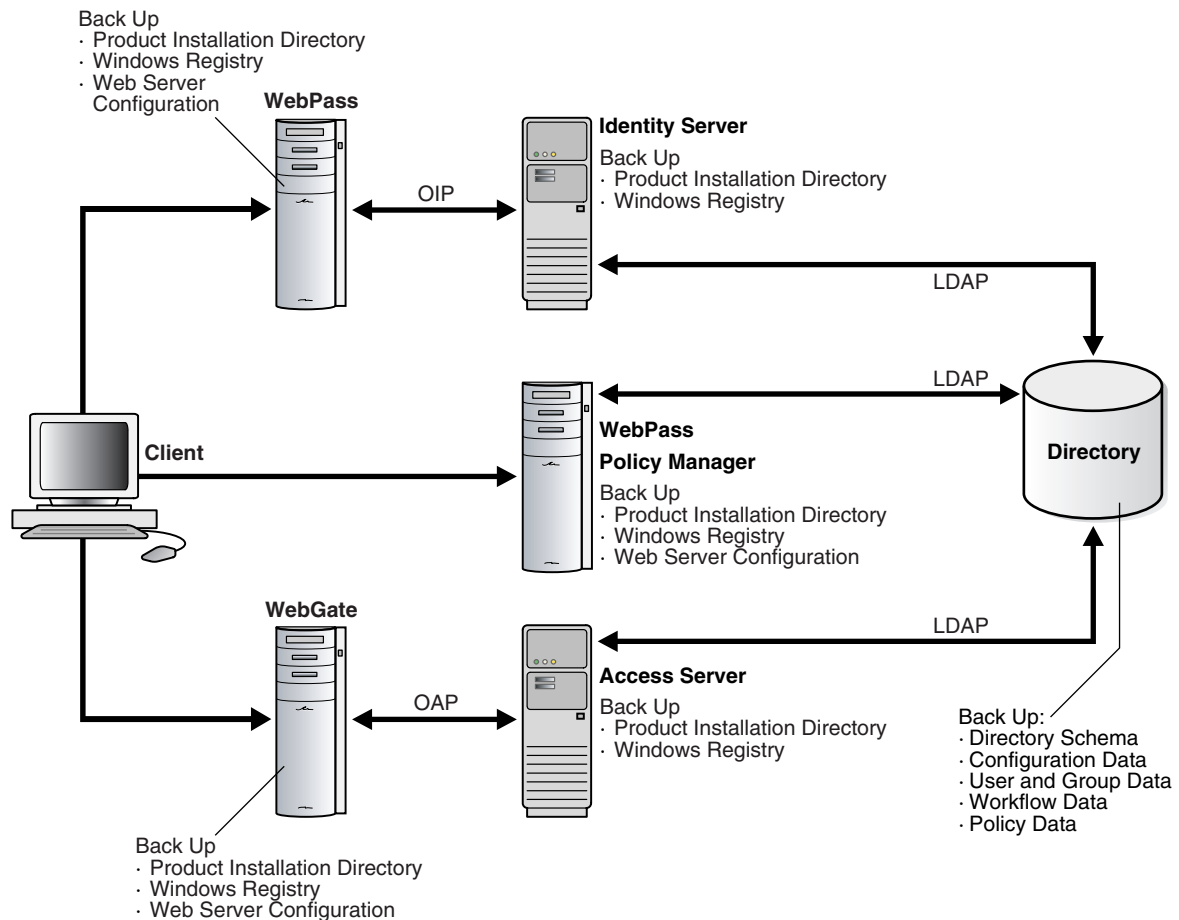 Back Up
· Product Installation Directory
· Windows Registry
· Web Server
Configuration
WebPass
OIP
Identity Server
Back Up
· Product Installation Directory
· Windows Registry
LDAP
Client
WebPass
Policy Manager
Back Up
· Product Installation Directory
· Windows Registry
· Web Server Configuration
LDAP
Directory
WebGate
OAP
Access Server
Back Up
· Product Installation Directory
· Windows Registry
LDAP
Back Up:
· Directory Schema
· Configuration Data
· User and Group Data
· Workflow Data
· Policy Data
Back Up
· Product Installation Directory
· Windows Registry
· Web Server Configuration